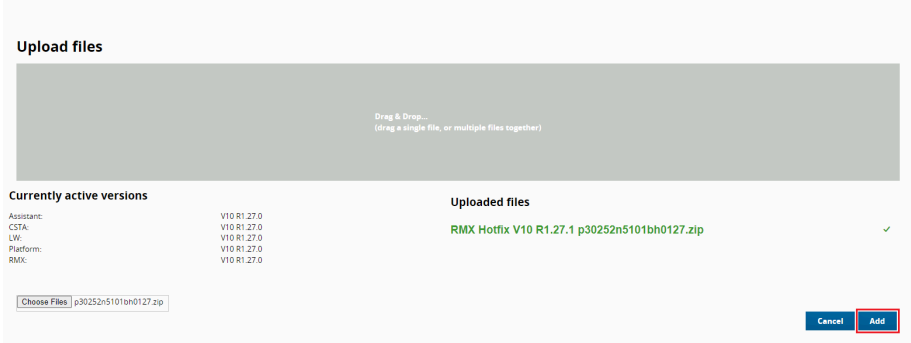 Upload files
Drag & Drop...
(drag a single file, or multiple files together)
Currently active versions
Assistant: V10 R1.27.0
CSTA: V10 R1.27.0
LW: V10 R1.27.0
Platform: V10 R1.27.0
RMX: V10 R1.27.0
Uploaded files
RMX Hotfix V10 R1.27.1 p30252n5101bh0127.zip
Choose Files p30252n5101bh0127.zip
Cancel Add